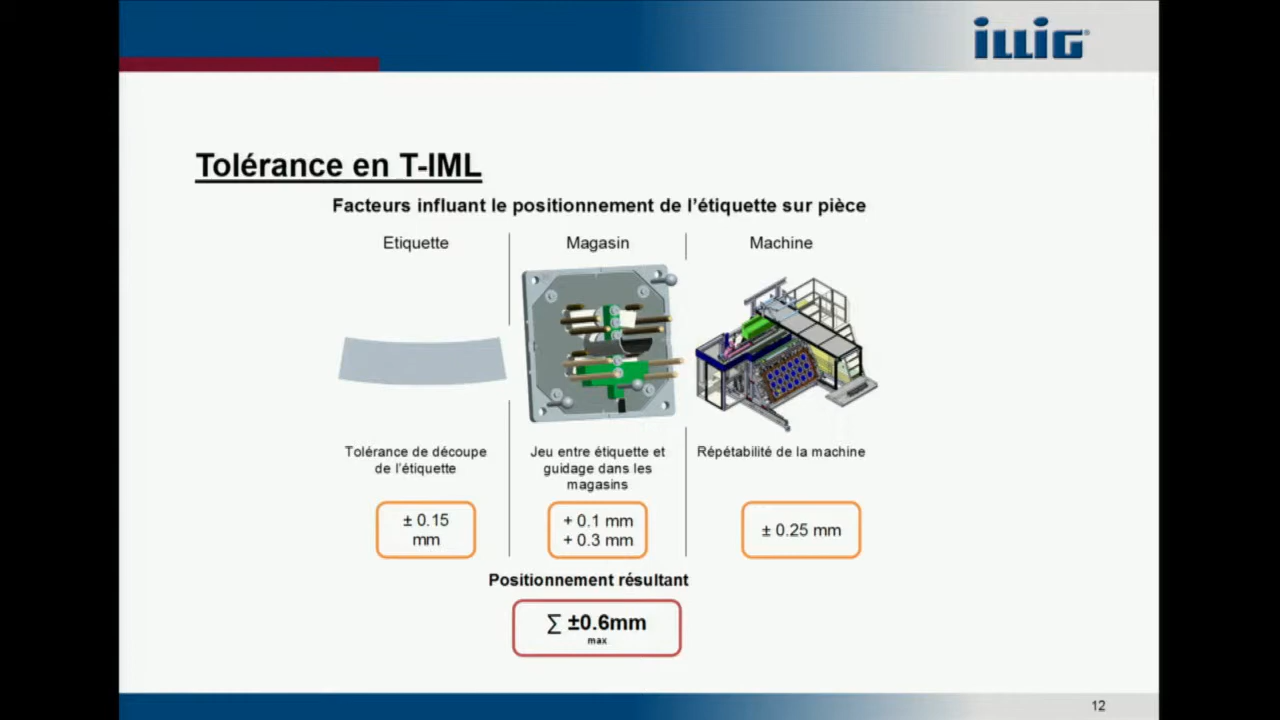 ILLIG®
Tolérance en T-IML
Facteurs influant le positionnement de l’étiquette sur pièce
Etiquette
Magasin
Machine
Tolérance de découpe
de l’étiquette
Jeu entre étiquette et
guidage dans les
magasins
Répétabilité de la machine
± 0.15
mm
+ 0.1 mm
+ 0.3 mm
± 0.25 mm
Positionnement résultant
∑ ±0.6mm
max
12